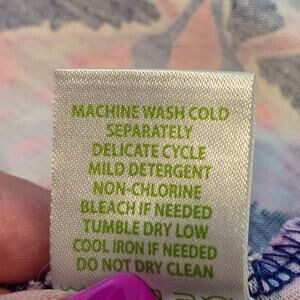 MACHINE WASH COLD
SEPARATELY
DELICATE CYCLE
MILD DETERGENT
NON-CHLORINE
BLEACH IF NEEDED
TUMBLE DRY LOW
COOL IRON IF NEEDED
DO NOT DRY CLEAN